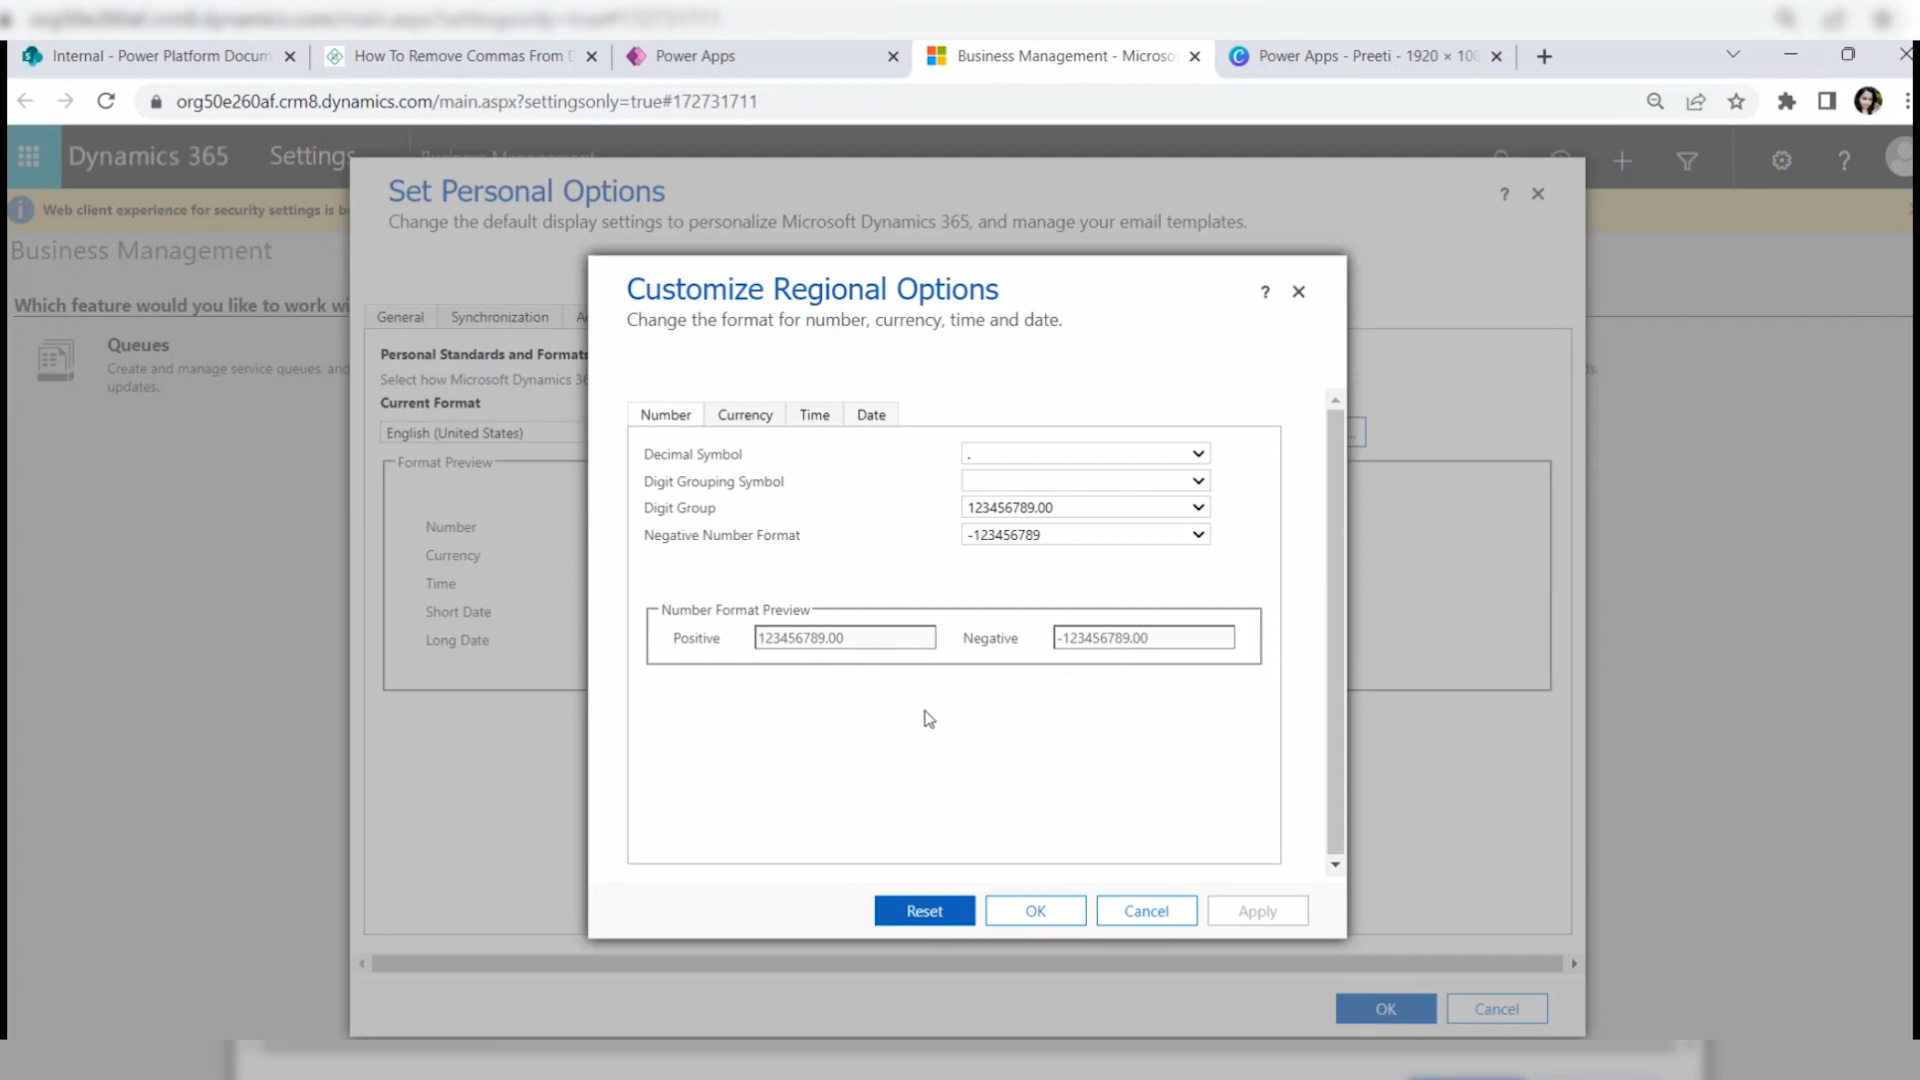 Internal - Power Platform Docum
How To Remove Commas From
Power Apps
Business Management - Microso
Power Apps - Preeti - 1920 × 108
org50e260af.crm8.dynamics.com/main.aspx?settingsonly=true#172731711
Dynamics 365
Settings
Web client experience for security settings is
Business Management
Which feature would you like to work wi
Queues
Create and manage service queues, and
updates.
Set Personal Options
? ✕
Change the default display settings to personalize Microsoft Dynamics 365, and manage your email templates.
General
Synchronization
Personal Standards and Formats
Select how Microsoft Dynamics 36
Current Format
English (United States)
Format Preview
Number
Currency
Time
Short Date
Long Date
Customize Regional Options
? ✕
Change the format for number, currency, time and date.
Number
Currency
Time
Date
Decimal Symbol
.
Digit Grouping Symbol
Digit Group
123456789.00
Negative Number Format
-123456789
Number Format Preview
Positive
123456789.00
Negative
-123456789.00
Reset
OK
Cancel
Apply
OK
Cancel